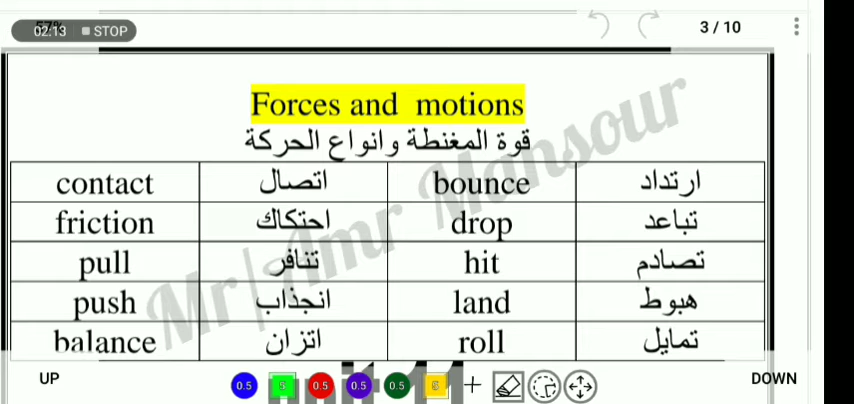 57%
02:13 STOP
3 / 10
Forces and motions
قوة المغنطة وانواع الحركة
contact اتصال bounce ارتداد
friction احتكاك drop تباعد
pull تنافر hit تصادم
push انجذاب land هبوط
balance اتزان roll تمايل
Mr|Amr Mansour
UP 0.5 5 0.5 0.5 0.5 5 DOWN